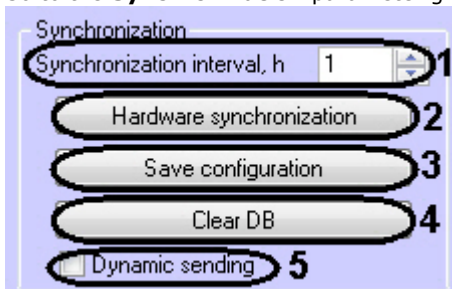 Synchronization
Synchronization interval, h 1 1
Hardware synchronization 2
Save configuration 3
Clear DB 4
Dynamic sending 5